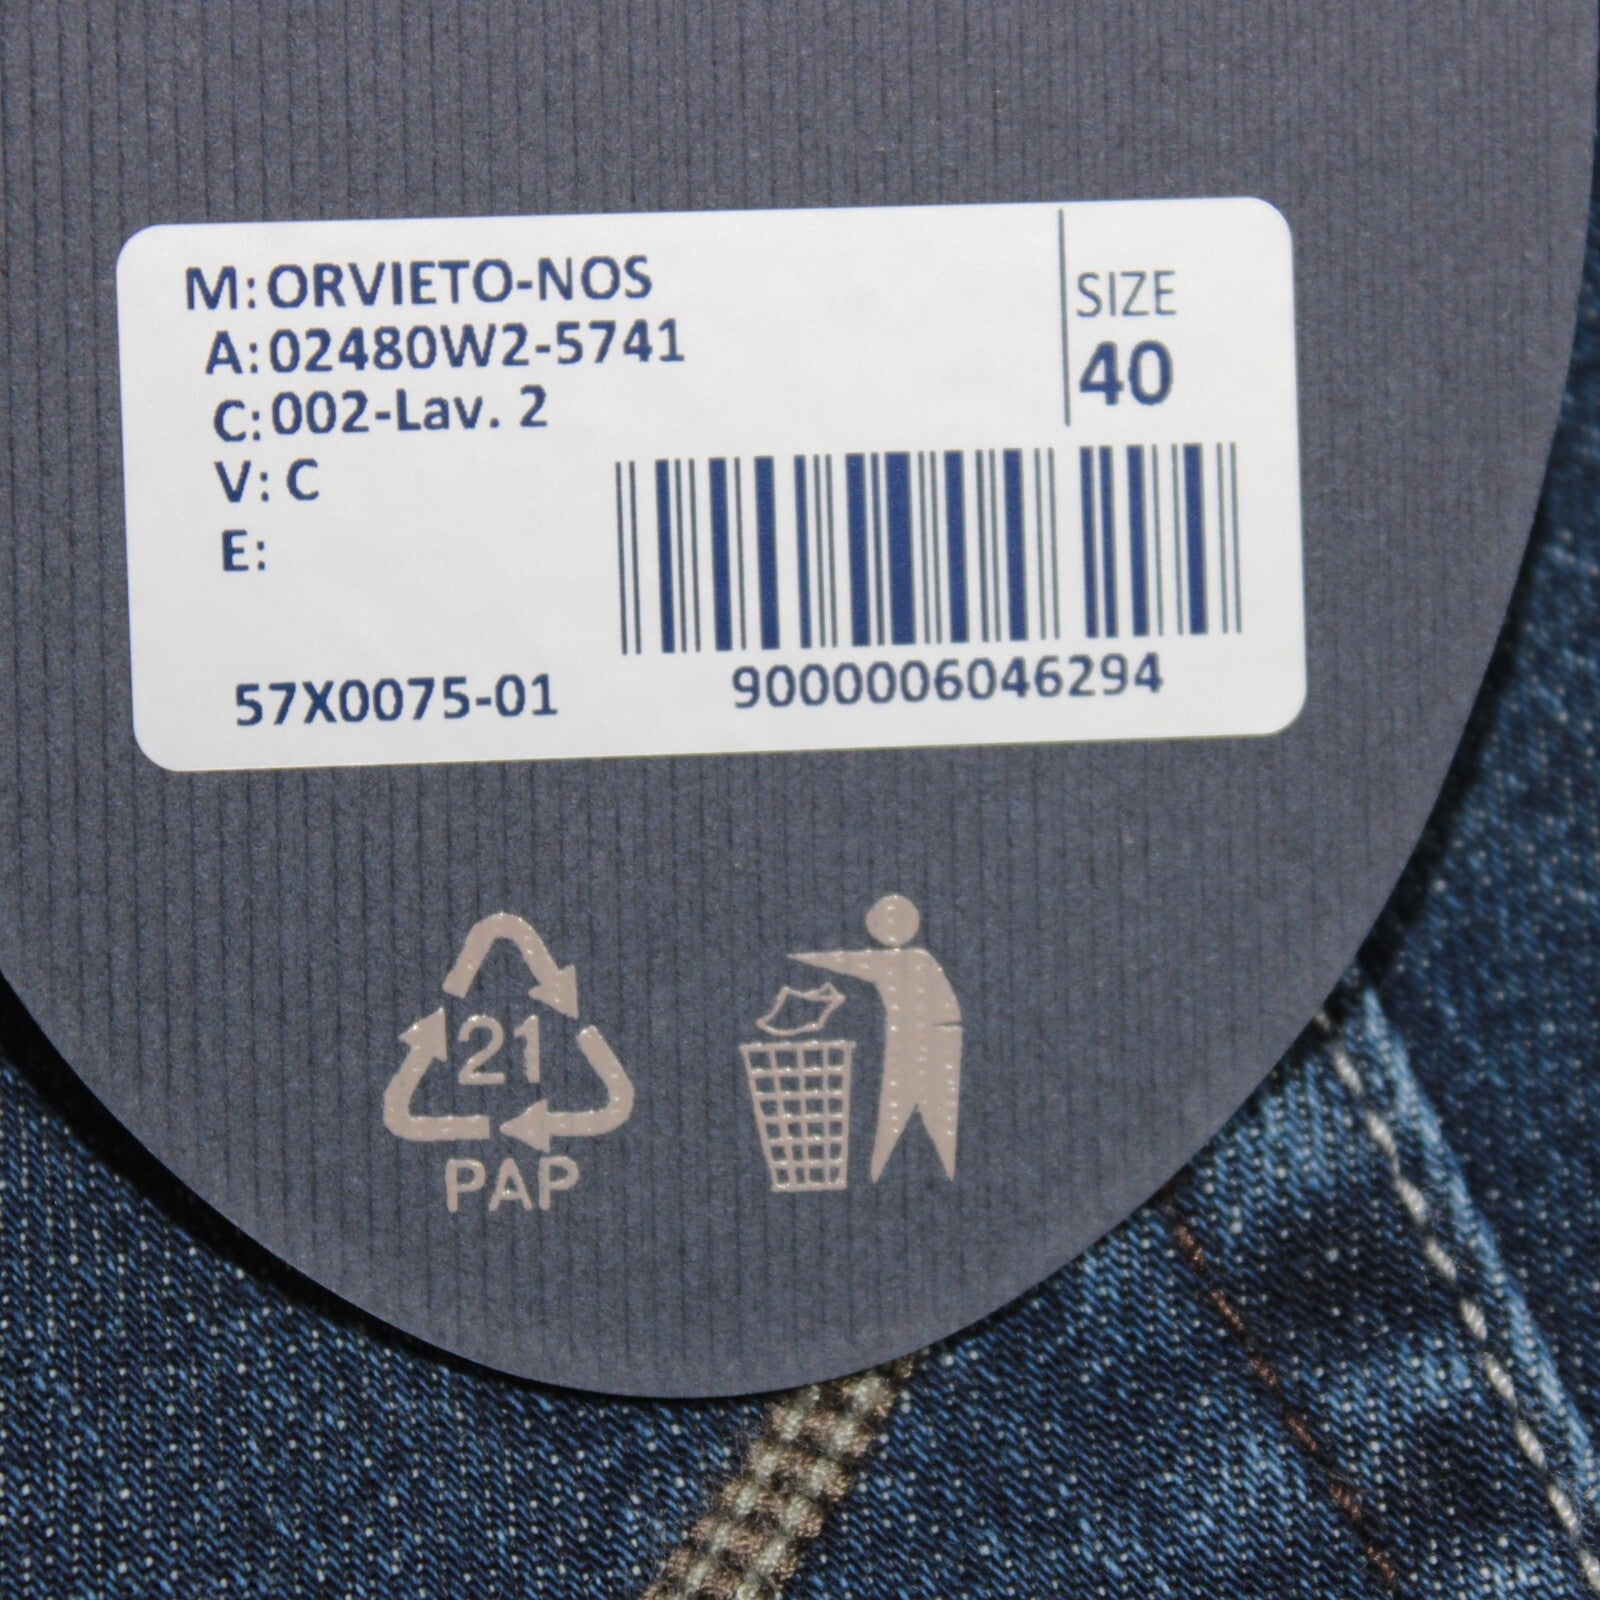 M: ORVIETO-NOS
A: 02480W2-5741
C: 002-Lav. 2
V: C
E:
SIZE
40
57X0075-01
9000006046294
21
PAP